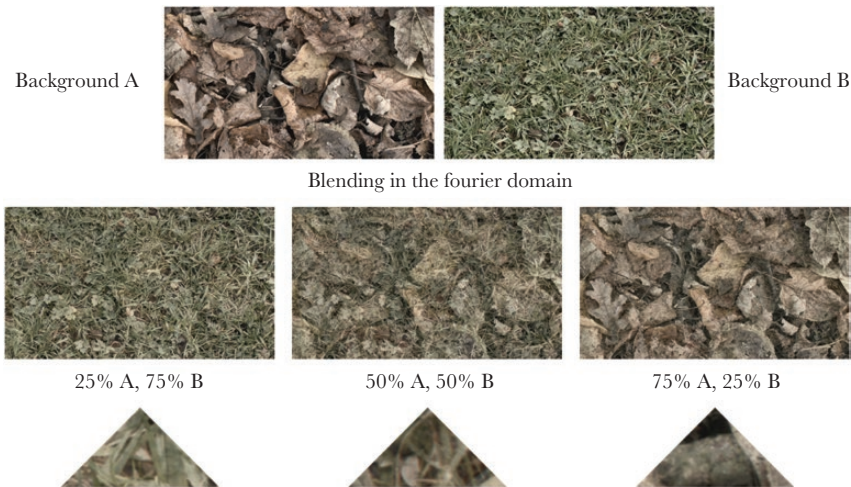 Background A
Background B
Blending in the fourier domain
25% A, 75% B
50% A, 50% B
75% A, 25% B